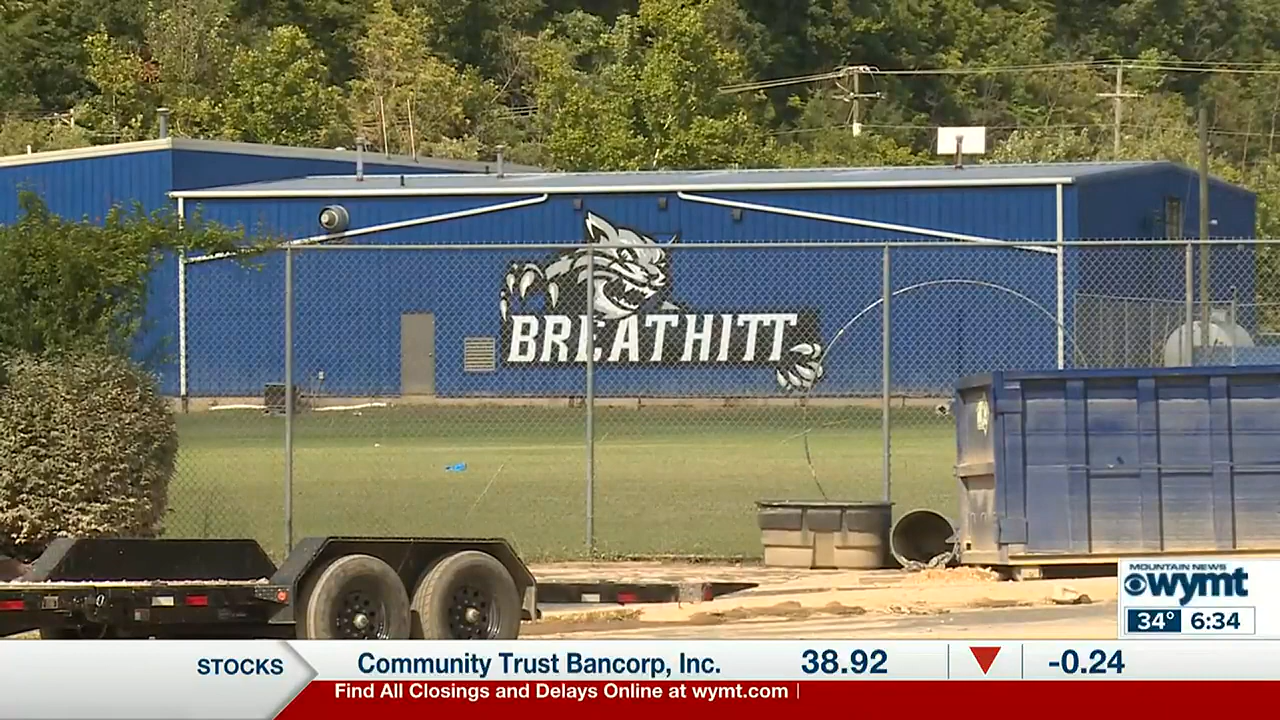 BREATHITT
MOUNTAIN NEWS
wymt
34° 6:34
STOCKS Community Trust Bancorp, Inc. 38.92 -0.24
Find All Closings and Delays Online at wymt.com